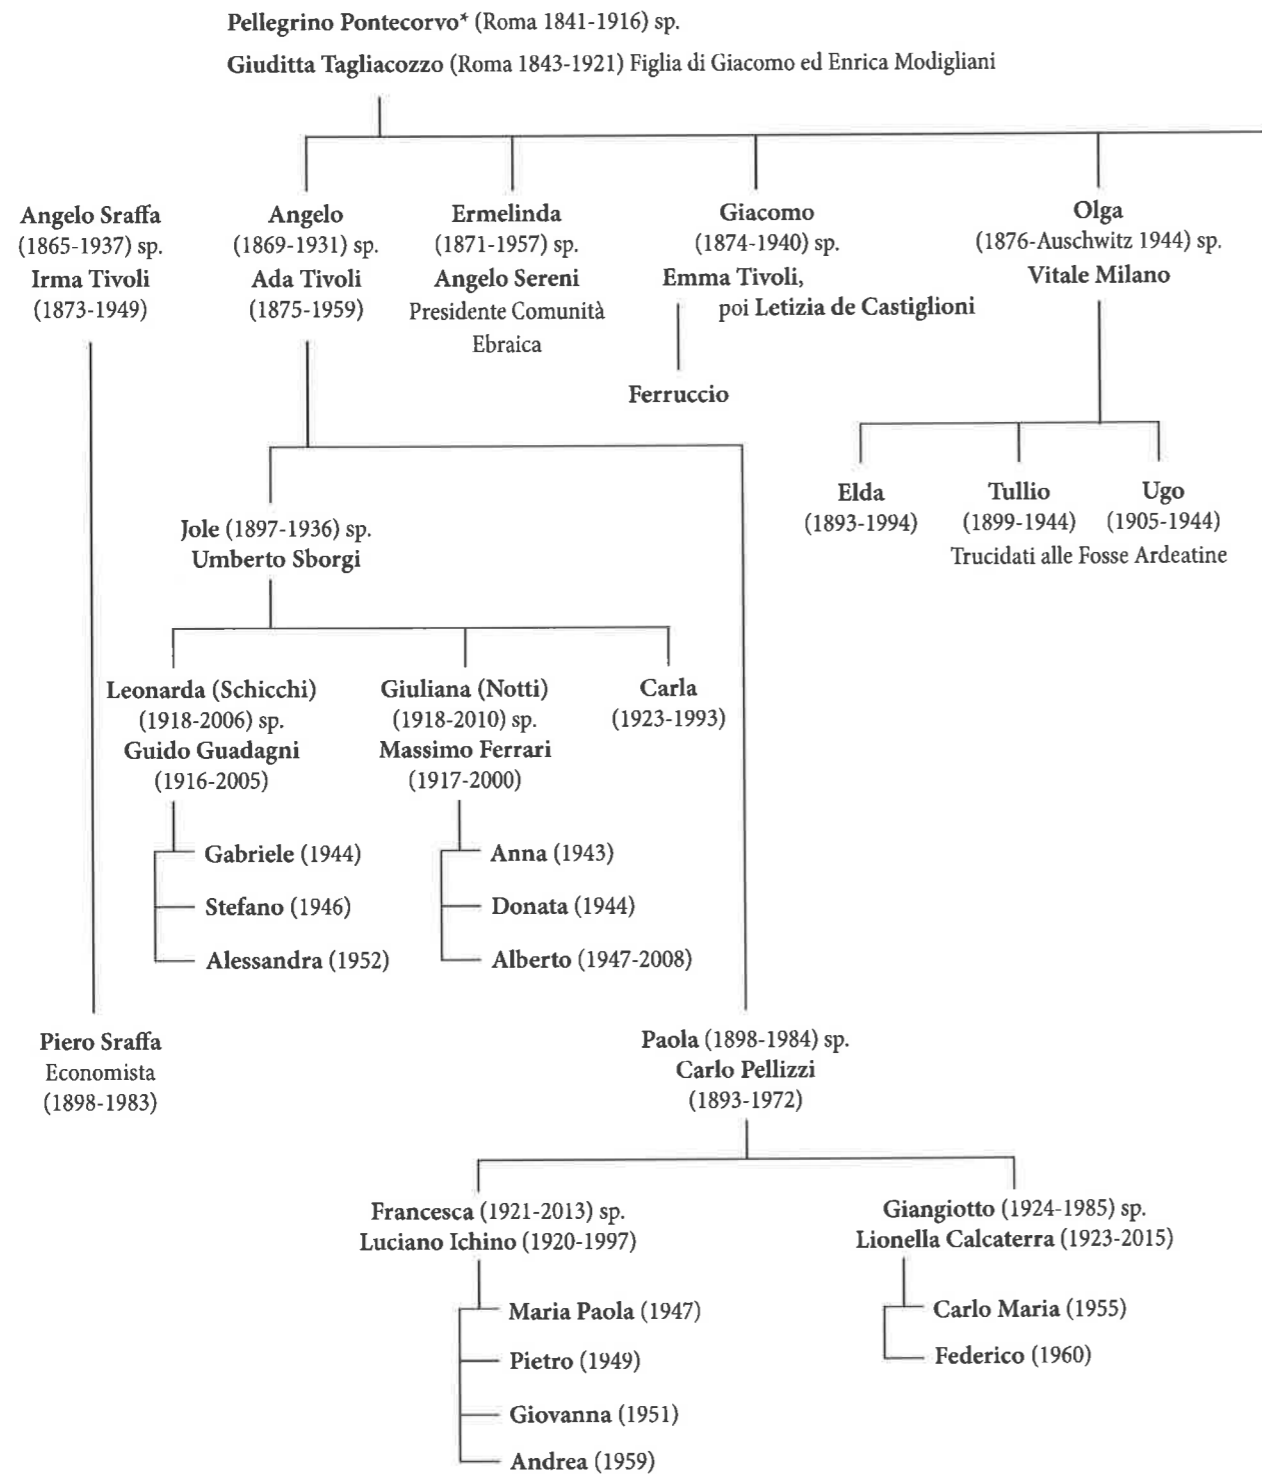 Pellegrino Pontecorvo* (Roma 1841-1916) sp.
Giuditta Tagliacozzo (Roma 1843-1921) Figlia di Giacomo ed Enrica Modigliani
Angelo Sraffa
(1865-1937) sp.
Irma Tivoli
(1873-1949)
Angelo
(1869-1931) sp.
Ada Tivoli
(1875-1959)
Ermelinda
(1871-1957) sp.
Angelo Sereni
Presidente Comunità
Ebraica
Giacomo
(1874-1940) sp.
Emma Tivoli,
poi Letizia de Castiglioni
Ferruccio
Olga
(1876-Auschwitz 1944) sp.
Vitale Milano
Elda
(1893-1994)
Tullio
(1899-1944)
Ugo
(1905-1944)
Trucidati alle Fosse Ardeatine
Jole (1897-1936) sp.
Umberto Sborgi
Leonarda (Schicchi)
(1918-2006) sp.
Guido Guadagni
(1916-2005)
Gabriele (1944)
Stefano (1946)
Alessandra (1952)
Giuliana (Notti)
(1918-2010) sp.
Massimo Ferrari
(1917-2000)
Anna (1943)
Donata (1944)
Alberto (1947-2008)
Carla
(1923-1993)
Piero Sraffa
Economista
(1898-1983)
Paola (1898-1984) sp.
Carlo Pellizzi
(1893-1972)
Francesca (1921-2013) sp.
Luciano Ichino (1920-1997)
Maria Paola (1947)
Pietro (1949)
Giovanna (1951)
Andrea (1959)
Giangiotto (1924-1985) sp.
Lionella Calcaterra (1923-2015)
Carlo Maria (1955)
Federico (1960)